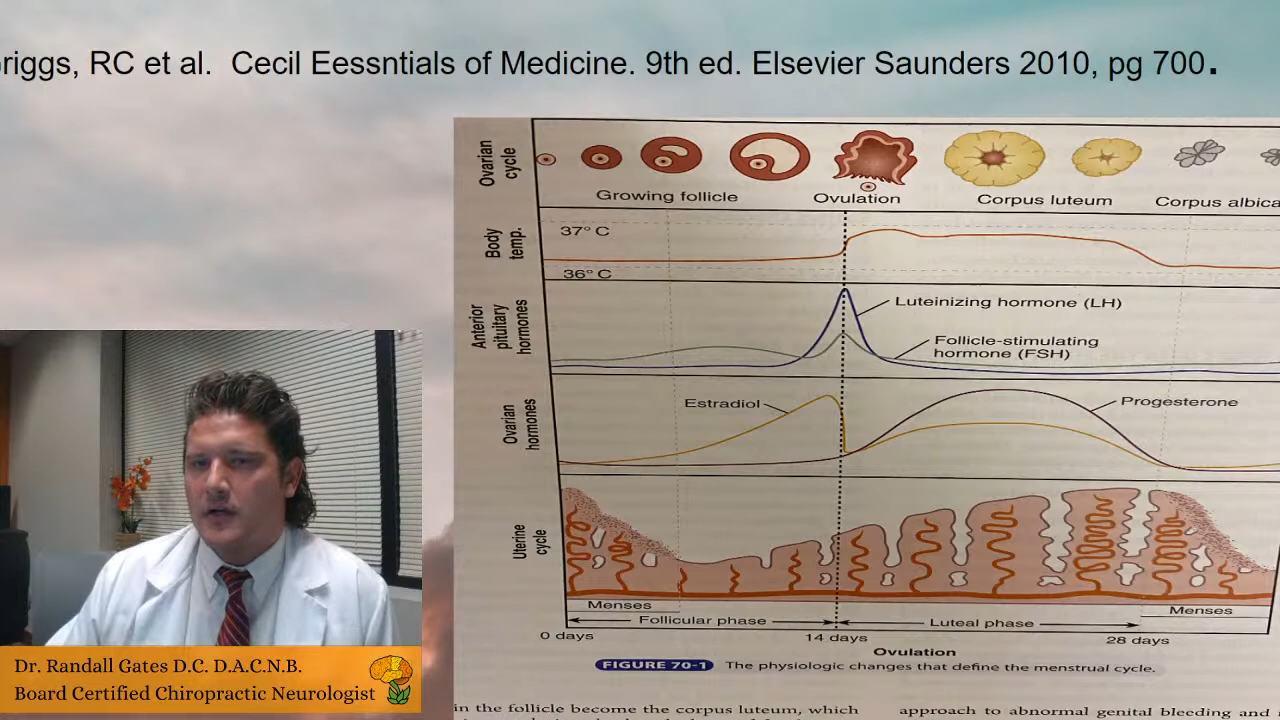 riggs, RC et al. Cecil Eessntials of Medicine. 9th ed. Elsevier Saunders 2010, pg 700.
Ovarian
cycle
Growing follicle
Ovulation
Corpus luteum
Corpus albica
Body
temp.
37° C
36° C
Anterior
pituitary
hormones
Luteinizing hormone (LH)
Follicle-stimulating
hormone (FSH)
Ovarian
hormones
Estradiol
Progesterone
Uterine
cycle
Menses
Menses
Follicular phase
Luteal phase
0 days
14 days
28 days
Ovulation
FIGURE 70-1 The physiologic changes that define the menstrual cycle.
in the follicle become the corpus luteum, which
approach to abnormal genital bleeding and
Dr. Randall Gates D.C. D.A.C.N.B.
Board Certified Chiropractic Neurologist